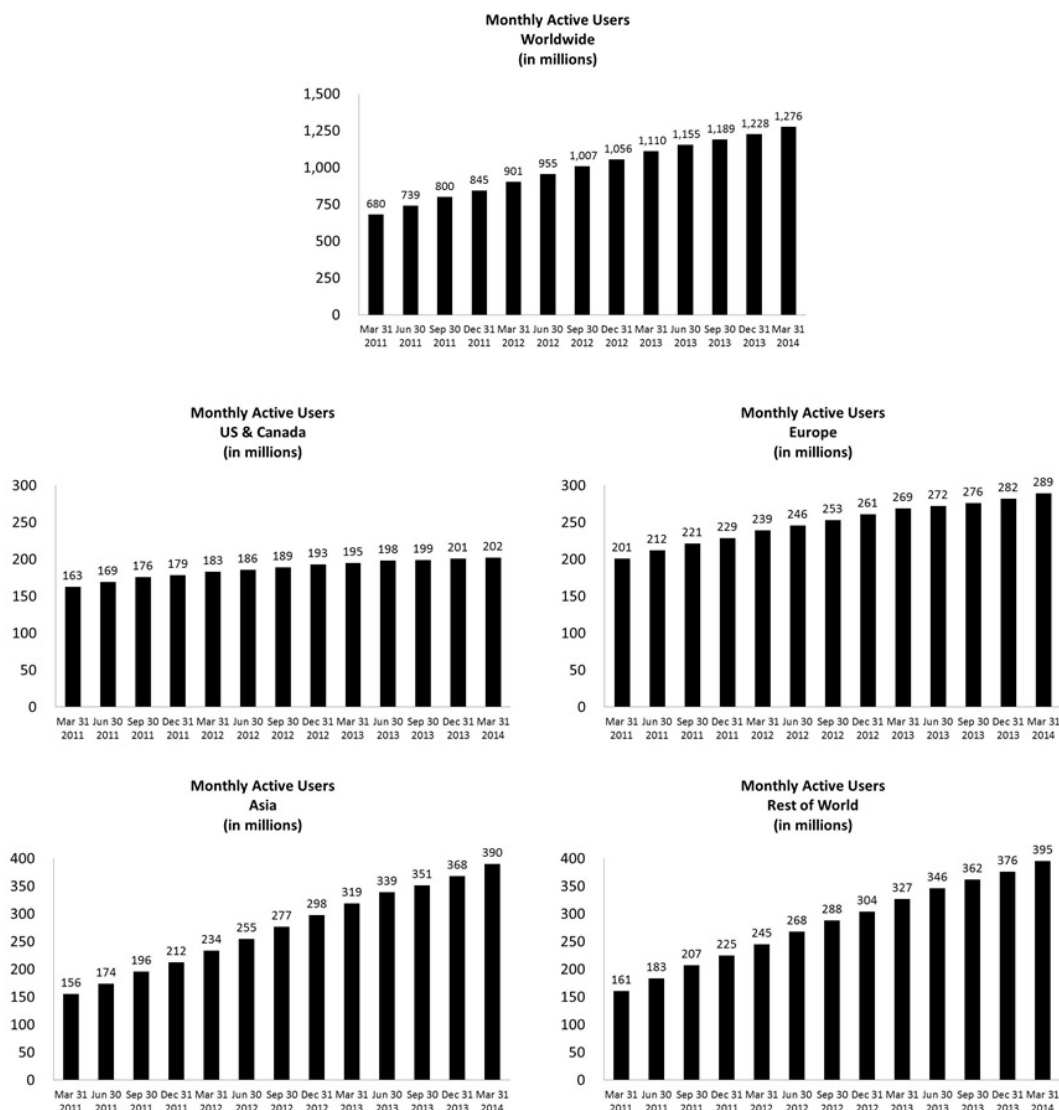 Monthly Active Users
Worldwide
(in millions)
1,500
1,250
1,000
750
500
250
0
680 739 800 845 901 955 1,007 1,056 1,110 1,155 1,189 1,228 1,276
Mar 31 Jun 30 Sep 30 Dec 31 Mar 31 Jun 30 Sep 30 Dec 31 Mar 31 Jun 30 Sep 30 Dec 31 Mar 31
2011 2011 2011 2011 2012 2012 2012 2012 2013 2013 2013 2013 2014
Monthly Active Users
US & Canada
(in millions)
300
250
200
150
100
50
0
163 169 176 179 183 186 189 193 195 198 199 201 202
Mar 31 Jun 30 Sep 30 Dec 31 Mar 31 Jun 30 Sep 30 Dec 31 Mar 31 Jun 30 Sep 30 Dec 31 Mar 31
2011 2011 2011 2011 2012 2012 2012 2012 2013 2013 2013 2013 2014
Monthly Active Users
Europe
(in millions)
300
250
200
150
100
50
0
201 212 221 229 239 246 253 261 269 272 276 282 289
Mar 31 Jun 30 Sep 30 Dec 31 Mar 31 Jun 30 Sep 30 Dec 31 Mar 31 Jun 30 Sep 30 Dec 31 Mar 31
2011 2011 2011 2011 2012 2012 2012 2012 2013 2013 2013 2013 2014
Monthly Active Users
Asia
(in millions)
400
350
300
250
200
150
100
50
0
156 174 196 212 234 255 277 298 319 339 351 368 390
Mar 31 Jun 30 Sep 30 Dec 31 Mar 31 Jun 30 Sep 30 Dec 31 Mar 31 Jun 30 Sep 30 Dec 31 Mar 31
2011 2011 2011 2011 2012 2012 2012 2012 2013 2013 2013 2013 2014
Monthly Active Users
Rest of World
(in millions)
400
350
300
250
200
150
100
50
0
161 183 207 225 245 268 288 304 327 346 362 376 395
Mar 31 Jun 30 Sep 30 Dec 31 Mar 31 Jun 30 Sep 30 Dec 31 Mar 31 Jun 30 Sep 30 Dec 31 Mar 31
2011 2011 2011 2011 2012 2012 2012 2012 2013 2013 2013 2013 2014